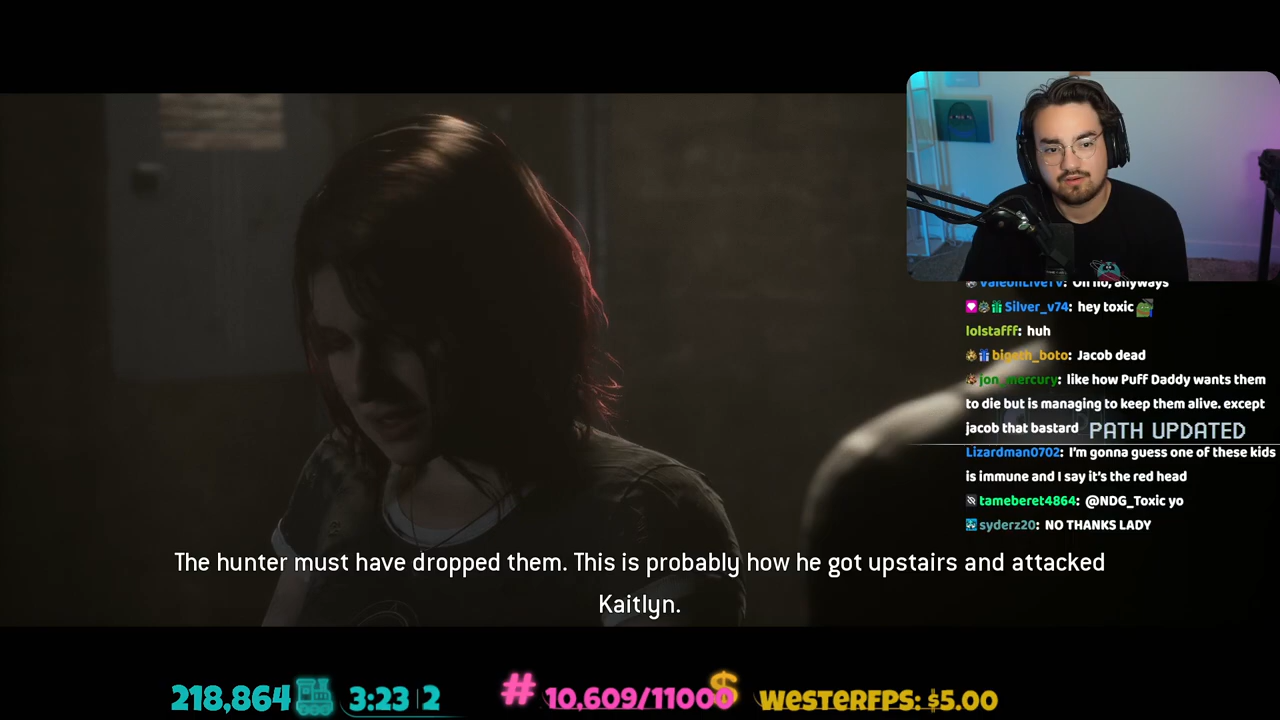 ValeonLiveTV: Oh no, anyways
Silver_v74: hey toxic
lolstafff: huh
bigeth_boto: Jacob dead
jon_mercury: like how Puff Daddy wants them
to die but is managing to keep them alive. except
jacob that bastard
PATH UPDATED
Lizardman0702: I'm gonna guess one of these kids
is immune and I say it's the red head
tameberet4864: @NDG_Toxic yo
syderz20: NO THANKS LADY
The hunter must have dropped them. This is probably how he got upstairs and attacked
Kaitlyn.
218,864 3:23 | 2 # 10,609/11000 $ WesterFPS: $5.00